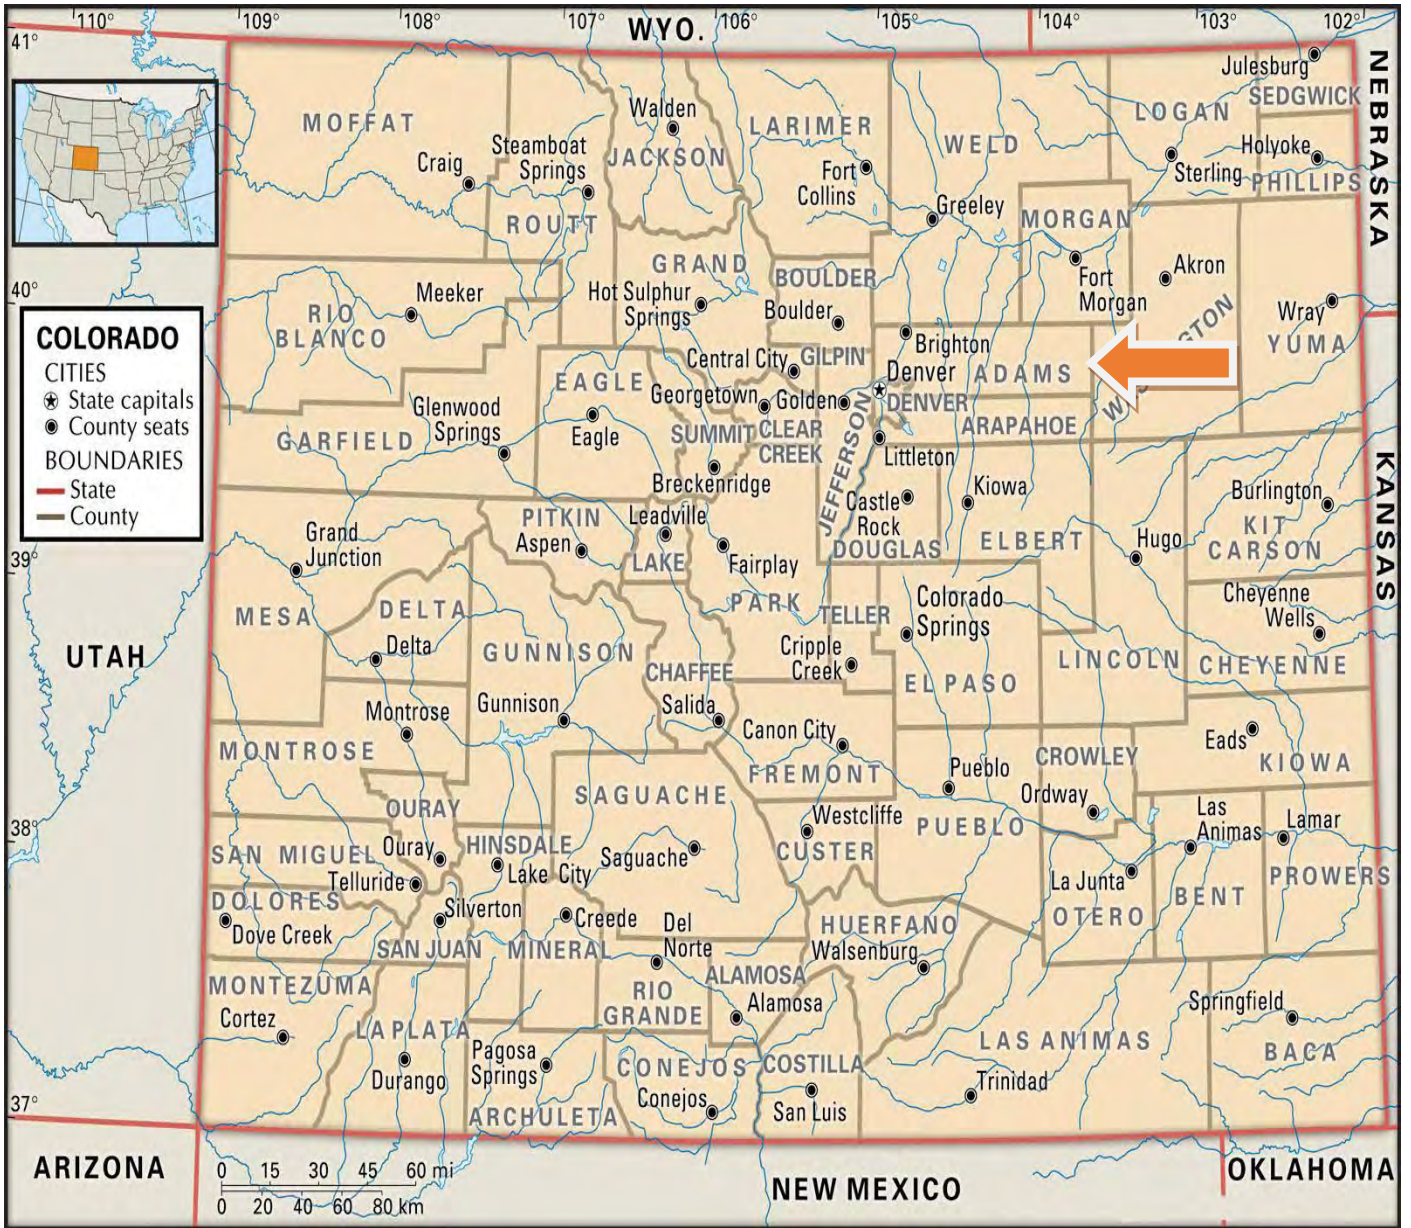 110°
109°
108°
107°
WYO.
106°
105°
104°
103°
102°
41°
40°
39°
38°
37°
NEBRASKA
KANSAS
UTAH
ARIZONA
NEW MEXICO
OKLAHOMA
COLORADO
CITIES
State capitals
County seats
BOUNDARIES
State
County
MOFFAT
Craig
Steamboat
Springs
ROUTT
Walden
JACKSON
LARIMER
Fort
Collins
WELD
Greeley
LOGAN
Sterling
Julesburg
SEDGWICK
Holyoke
PHILLIPS
MORGAN
Fort
Morgan
Akron
Wray
YUMA
RIO
BLANCO
Meeker
GRAND
Hot Sulphur
Springs
BOULDER
Boulder
Brighton
ADAMS
Central City
GILPIN
Denver
DENVER
ARAPAHOE
Littleton
Georgetown
Golden
CLEAR
CREEK
JEFFERSON
SUMMIT
Breckenridge
EAGLE
Eagle
Glenwood
Springs
GARFIELD
Grand
Junction
MESA
PITKIN
Aspen
Leadville
LAKE
Fairplay
PARK
Castle
Rock
DOUGLAS
Kiowa
ELBERT
Hugo
LINCOLN
Burlington
KIT
CARSON
Cheyenne
Wells
CHEYENNE
DELTA
Delta
GUNNISON
Gunnison
CHAFFEE
Salida
TELLER
Cripple
Creek
Colorado
Springs
EL PASO
Montrose
MONTROSE
OURAY
Ouray
Canon City
FREMONT
Pueblo
PUEBLO
CROWLEY
Ordway
Eads
KIOWA
SAGUACHE
Saguache
Westcliffe
CUSTER
HINSDALE
Lake City
SAN MIGUEL
Telluride
DOLORES
Dove Creek
Silverton
SAN JUAN
Creede
MINERAL
Del
Norte
RIO
GRANDE
ALAMOSA
Alamosa
HUERFANO
Walsenburg
La Junta
OTERO
Las
Animas
BENT
Lamar
PROWERS
MONTEZUMA
Cortez
LA PLATA
Durango
Pagosa
Springs
ARCHULETA
CONEJOS
Conejos
COSTILLA
San Luis
LAS ANIMAS
Trinidad
Springfield
BACA
0 15 30 45 60 mi
0 20 40 60 80 km